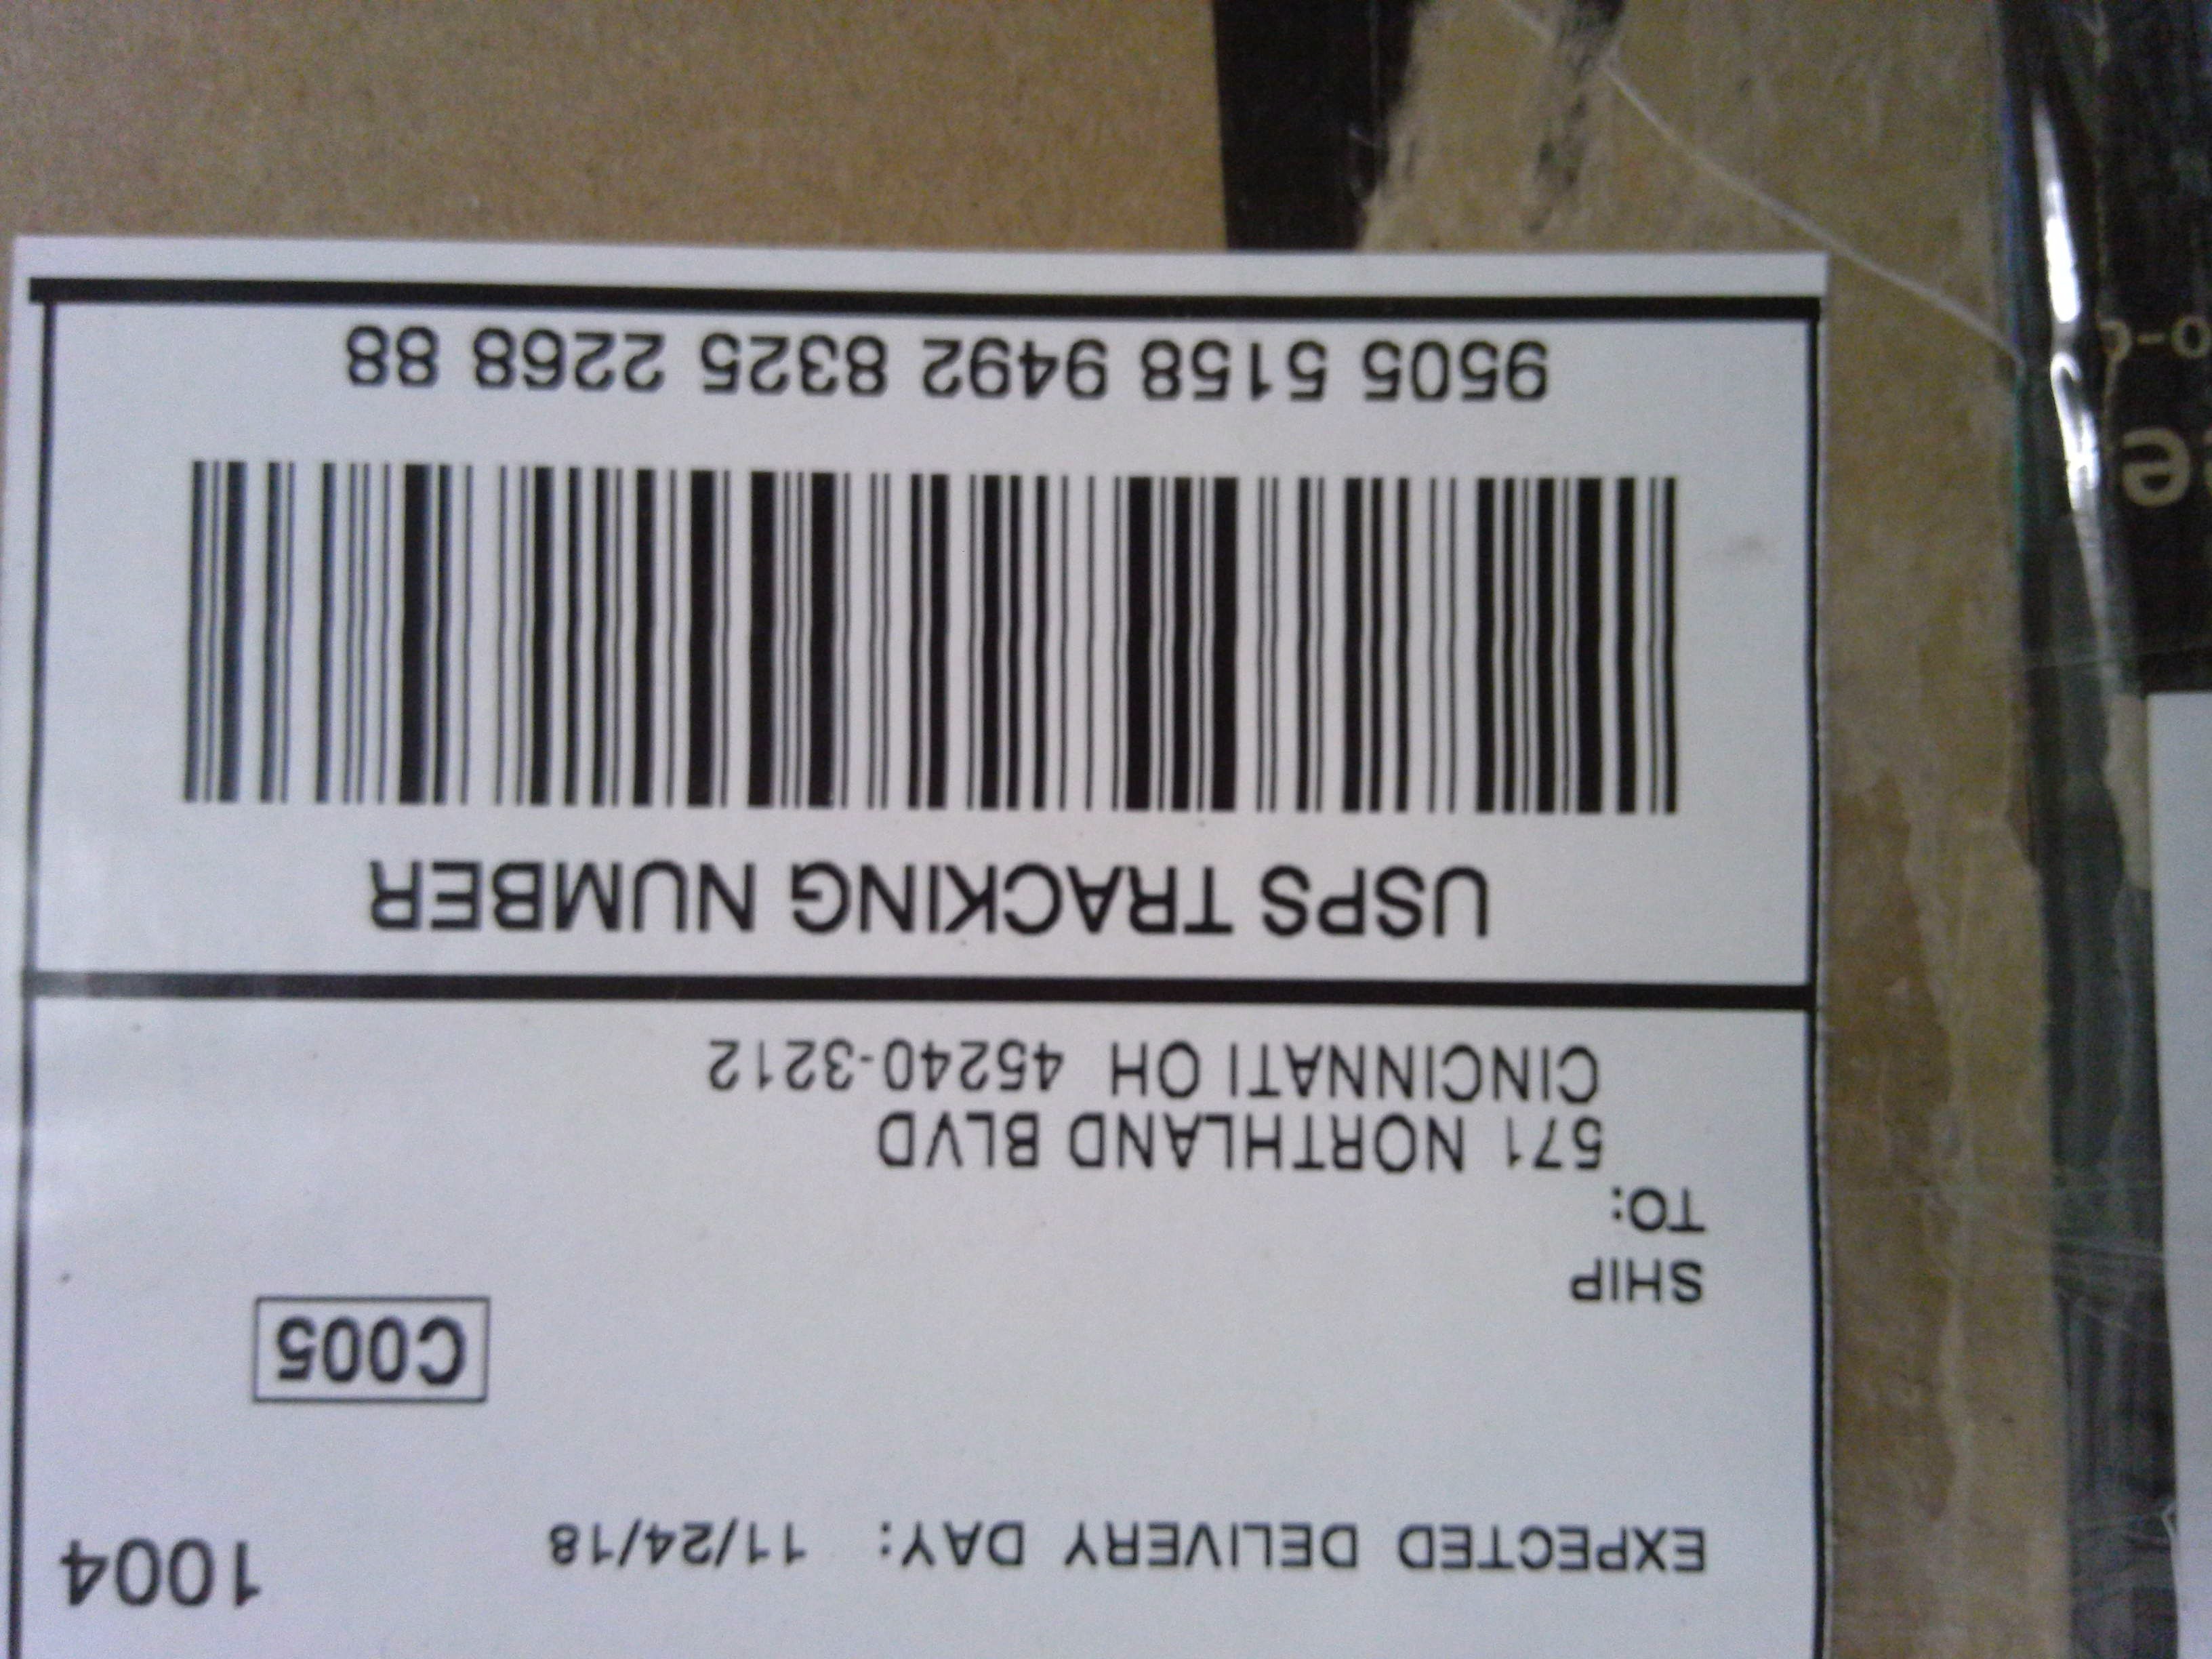 EXPECTED DELIVERY DAY: 11/24/18
1004
C005
SHIP
TO:
571 NORTHLAND BLVD
CINCINNATI OH 45240-3212
USPS TRACKING NUMBER
9505 5158 9492 8325 2268 88